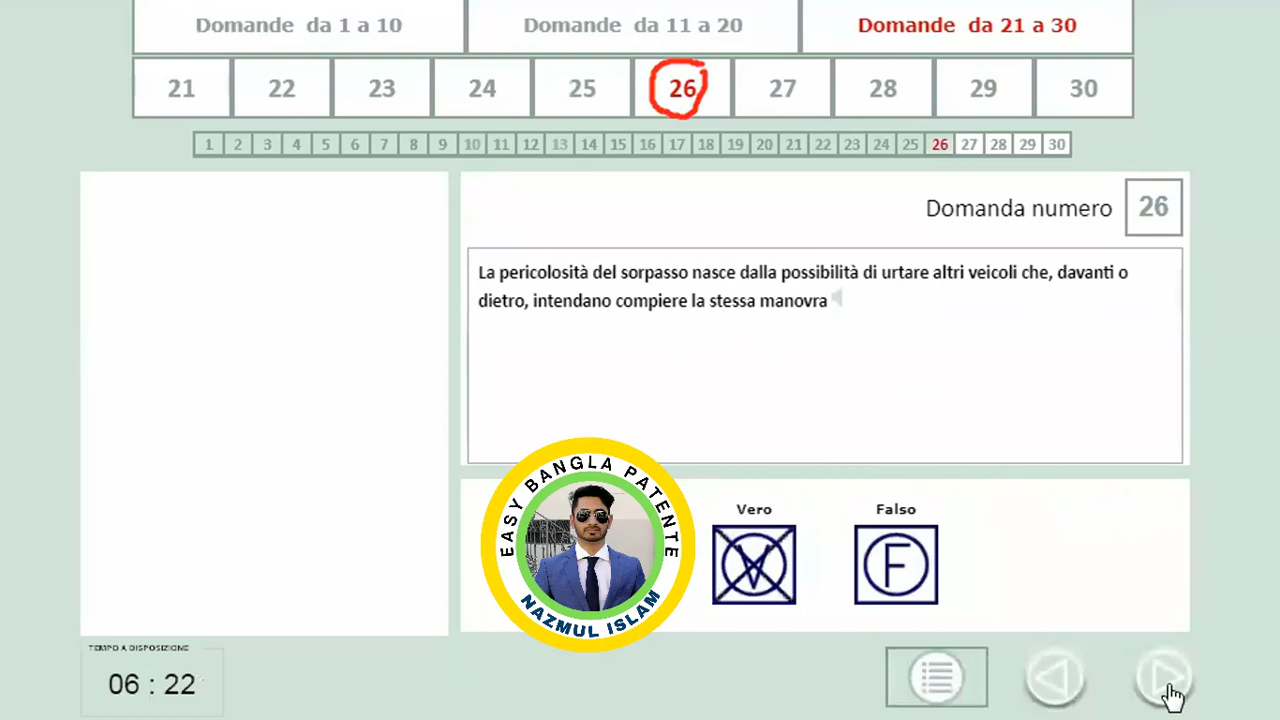 Domande da 1 a 10
Domande da 11 a 20
Domande da 21 a 30
21 22 23 24 25 26 27 28 29 30
1 2 3 4 5 6 7 8 9 10 11 12 13 14 15 16 17 18 19 20 21 22 23 24 25 26 27 28 29 30
Domanda numero 26
La pericolosità del sorpasso nasce dalla possibilità di urtare altri veicoli che, davanti o
dietro, intendano compiere la stessa manovra
EASY BANGLA PATENTE
NAZMUL ISLAM
Vero Falso
V F
TEMPO A DISPOSIZIONE
06 : 22